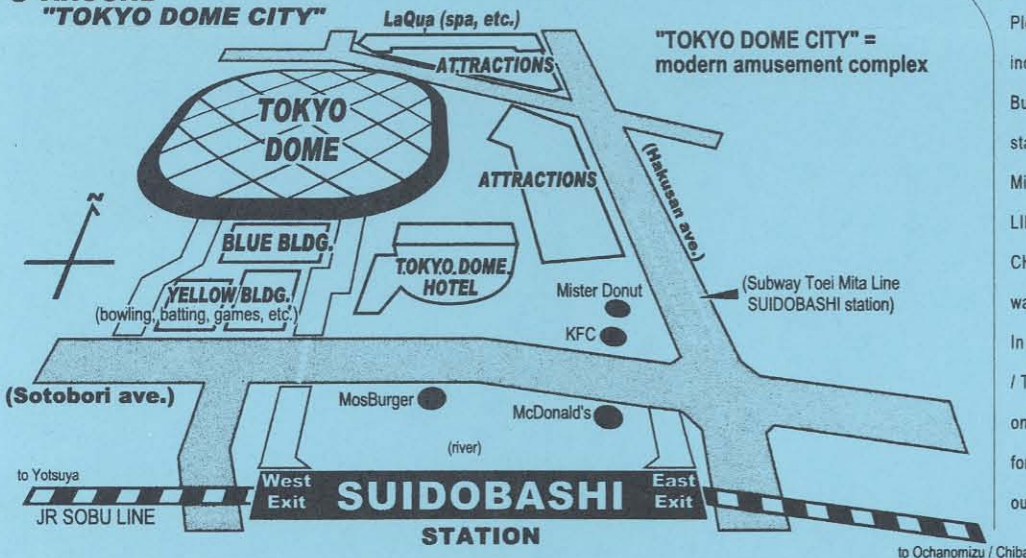 "TOKYO DOME CITY"
LaQua (spa, etc.)
"TOKYO DOME CITY" =
modern amusement complex
ATTRACTIONS
TOKYO
DOME
ATTRACTIONS
(Hakusan ave.)
N
BLUE BLDG.
TOKYO DOME
HOTEL
YELLOW BLDG.
(bowling, batting, games, etc.)
Mister Donut
KFC
(Subway Toei Mita Line
SUIDOBASHI station)
(Sotobori ave.)
MosBurger
McDonald's
(river)
to Yotsuya
JR SOBU LINE
West
Exit
SUIDOBASHI
STATION
East
Exit
to Ochanomizu / Chiba
/ T